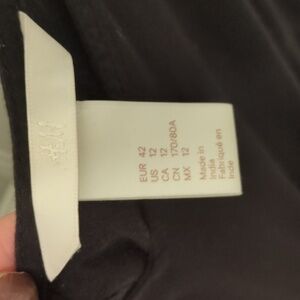 H&M
EUR 42
US 12
CA 12
CN 170/80A
MX 12
Made in
India
Fabriqué en
Inde